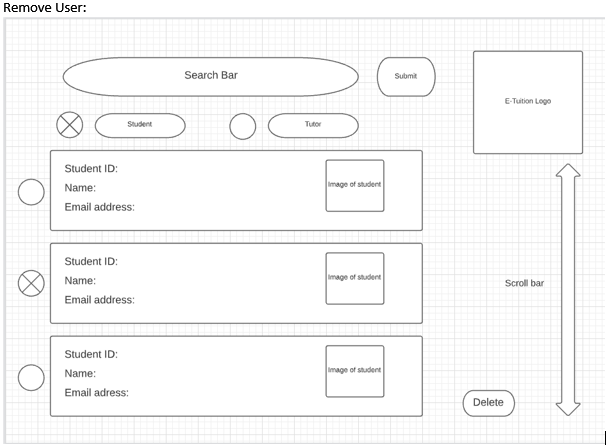 Remove User:
Search Bar
Submit
E-Tuition Logo
Student
Tutor
Student ID:
Image of student
Name:
Email address:
Student ID:
Image of student
Name:
Email address:
Scroll bar
Student ID:
Image of student
Name:
Email adress:
Delete